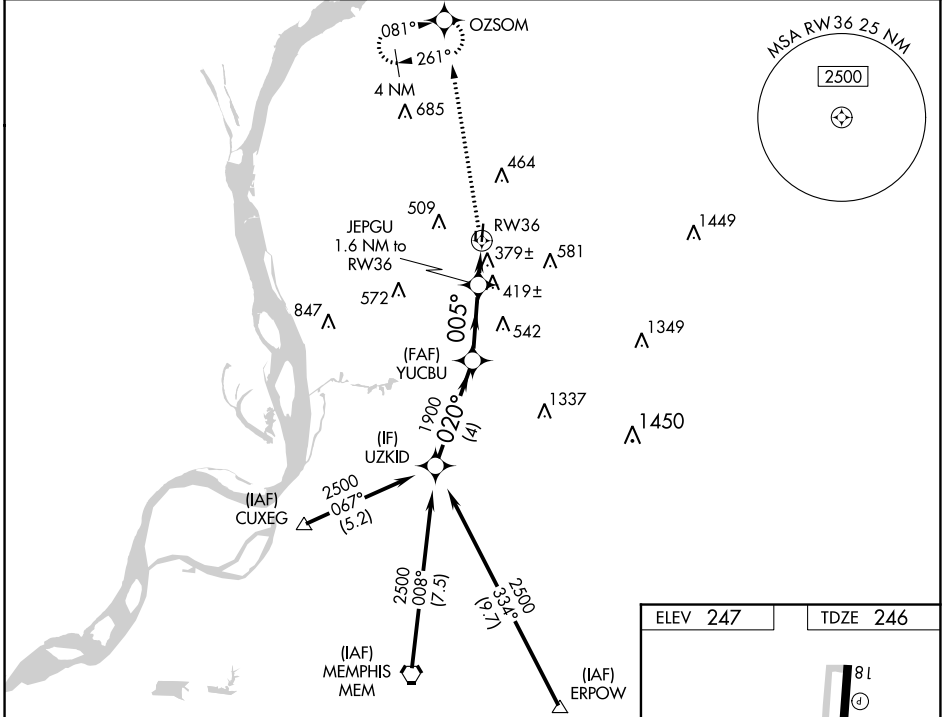 081°
OZSOM
261°
4 NM
685
MSA RW36 25 NM
2500
464
509
RW36
JEPGU
1.6 NM to
RW36
379±
581
1449
572
419±
847
542
1349
005°
(FAF)
YUCBU
1337
1900
020°
(4)
1450
(IF)
UZKID
(IAF)
CUXEG
2500
067°
(5.2)
2500
008°
(7.5)
2500
334°
(9.7)
(IAF)
MEMPHIS
MEM
(IAF)
ERPOW
ELEV 247
TDZE 246
18
P